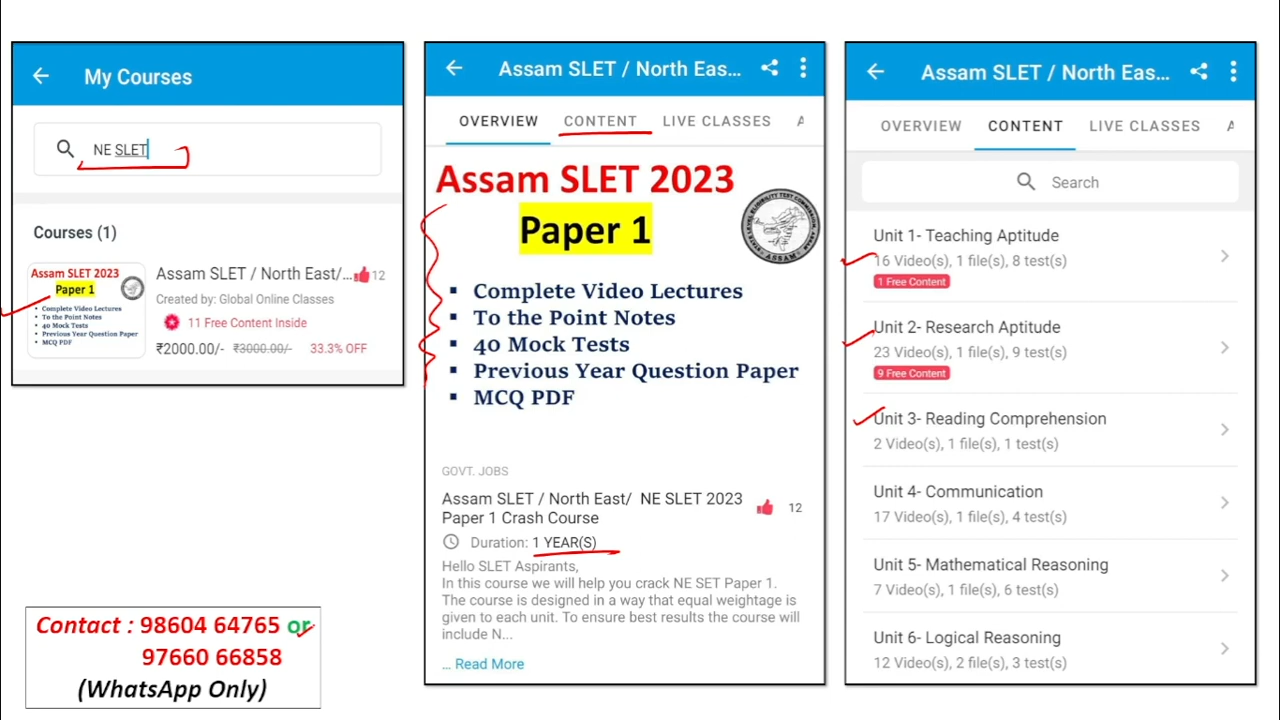 My Courses
NE SLET
Courses (1)
Assam SLET 2023
Paper 1
Complete Video Lectures
To the Point Notes
40 Mock Tests
Previous Year Question Paper
MCQ PDF
Assam SLET / North East/...
12
Created by: Global Online Classes
11 Free Content Inside
₹2000.00/- ₹3000.00/- 33.3% OFF
Contact : 98604 64765 or
97660 66858
(WhatsApp Only)
Assam SLET / North Eas...
OVERVIEW CONTENT LIVE CLASSES
Assam SLET 2023
Paper 1
ASSAM
▪ Complete Video Lectures
▪ To the Point Notes
▪ 40 Mock Tests
▪ Previous Year Question Paper
▪ MCQ PDF
GOVT. JOBS
Assam SLET / North East/ NE SLET 2023
Paper 1 Crash Course
12
Duration: 1 YEAR(S)
Hello SLET Aspirants,
In this course we will help you crack NE SET Paper 1.
The course is designed in a way that equal weightage is
given to each unit. To ensure best results the course will
include N...
... Read More
Assam SLET / North Eas...
OVERVIEW CONTENT LIVE CLASSES
Search
Unit 1- Teaching Aptitude
16 Video(s), 1 file(s), 8 test(s)
1 Free Content
Unit 2- Research Aptitude
23 Video(s), 1 file(s), 9 test(s)
9 Free Content
Unit 3- Reading Comprehension
2 Video(s), 1 file(s), 1 test(s)
Unit 4- Communication
17 Video(s), 1 file(s), 4 test(s)
Unit 5- Mathematical Reasoning
7 Video(s), 1 file(s), 6 test(s)
Unit 6- Logical Reasoning
12 Video(s), 2 file(s), 3 test(s)